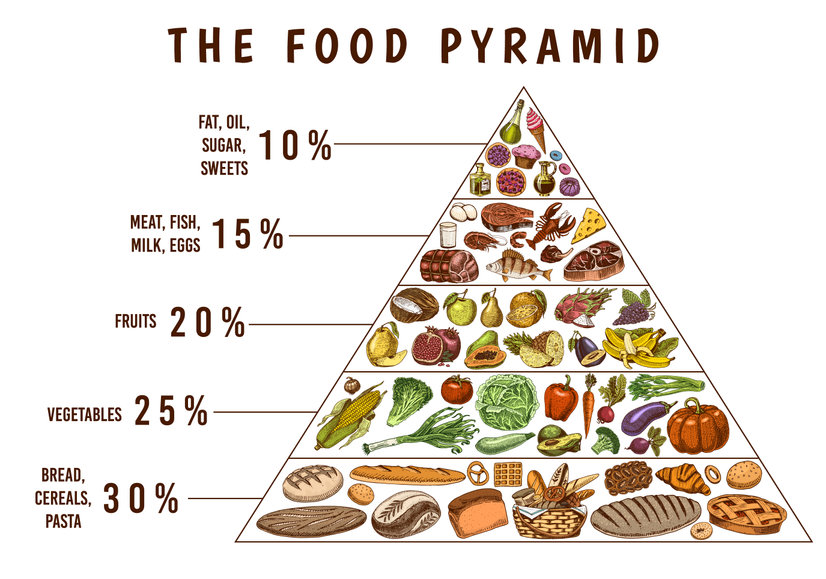 THE FOOD PYRAMID
FAT, OIL,
SUGAR,
SWEETS
10%
MEAT, FISH,
MILK, EGGS
15%
FRUITS
20%
VEGETABLES
25%
BREAD,
CEREALS,
PASTA
30%